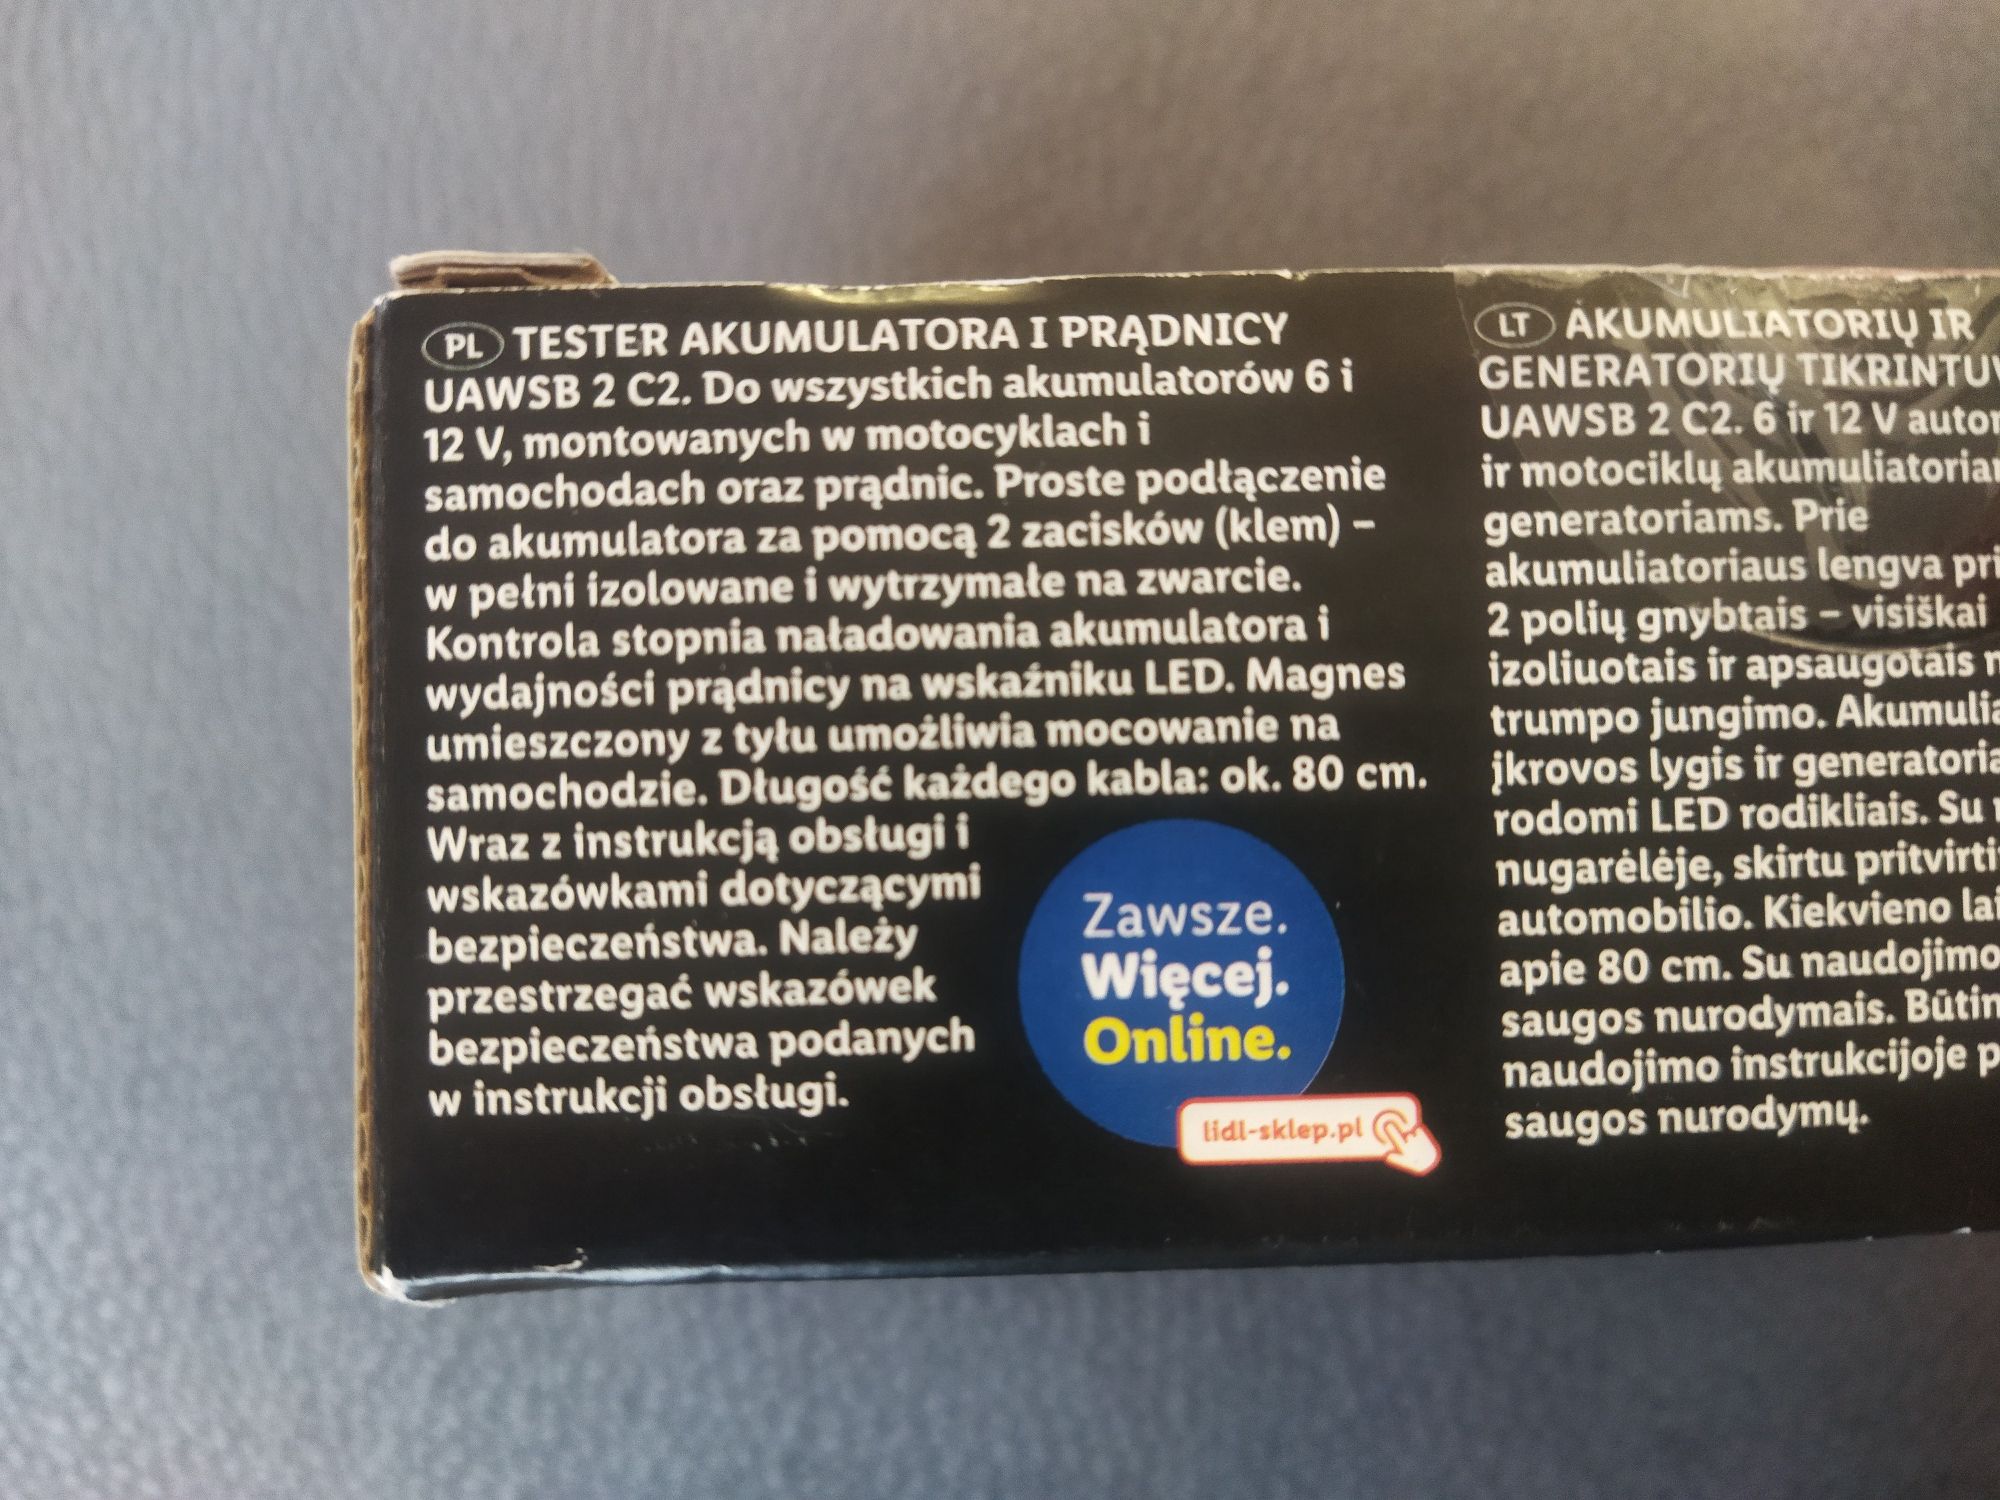 PL TESTER AKUMULATORA I PRĄDNICY
UAWSB 2 C2. Do wszystkich akumulatorów 6 i
12 V, montowanych w motocyklach i
samochodach oraz prądnic. Proste podłączenie
do akumulatora za pomocą 2 zacisków (klem) –
w pełni izolowane i wytrzymałe na zwarcie.
Kontrola stopnia naładowania akumulatora i
wydajności prądnicy na wskaźniku LED. Magnes
umieszczony z tyłu umożliwia mocowanie na
samochodzie. Długość każdego kabla: ok. 80 cm.
Wraz z instrukcją obsługi i
wskazówkami dotyczącymi
bezpieczeństwa. Należy
przestrzegać wskazówek
bezpieczeństwa podanych
w instrukcji obsługi.
Zawsze.
Więcej.
Online.
lidl-sklep.pl
LT AKUMULIATORIŲ IR
GENERATORIŲ
UAWSB 2 C2. 6 ir 12 V
ir motociklų
generatoriams. Prie
akumuliatoriaus lengva
2 polių gnybtais – visiškai
izoliuotais ir apsaugotais
trumpo jungimo.
įkrovos lygis ir
rodomi LED rodikliais. Su
nugarėlėje, skirtu
automobilio. Kiekvieno
apie 80 cm. Su
saugos nurodymais.
naudojimo instrukcijoje
saugos nurodymų.